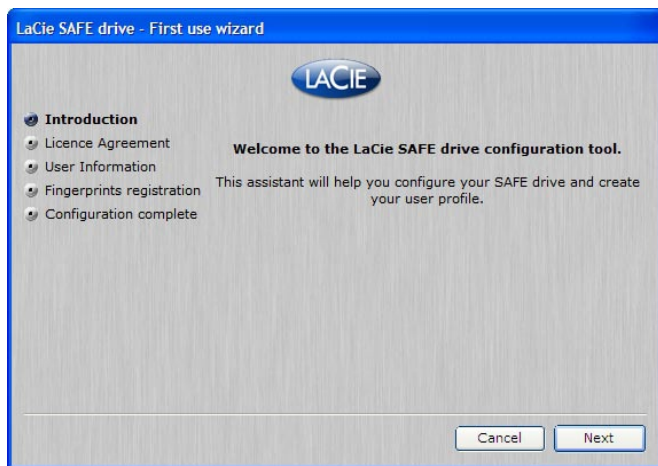 LaCie SAFE drive - First use wizard
LACIE
Introduction
Licence Agreement
User Information
Fingerprints registration
Configuration complete
Welcome to the LaCie SAFE drive configuration tool.
This assistant will help you configure your SAFE drive and create
your user profile.
Cancel
Next